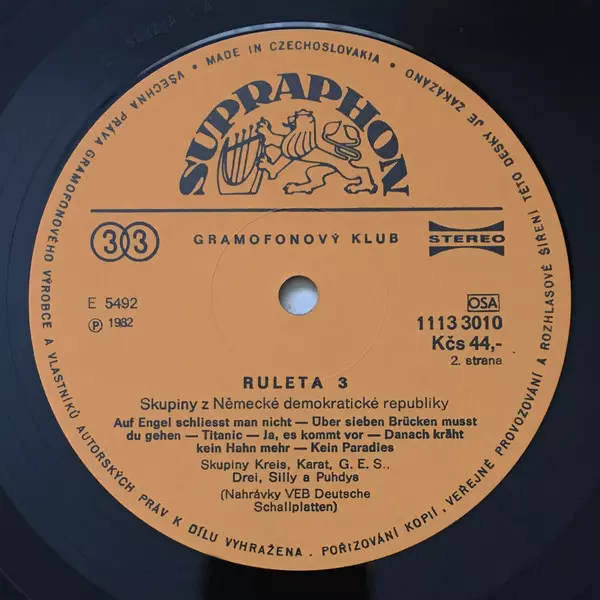 VŠECHNA PRÁVA GRAMOFONOVÉHO VÝROBCE A VLASTNÍKŮ AUTORSKÝCH PRÁV K DÍLU VYHRAŽENA. POŘIZOVÁNÍ KOPIÍ, VEŘEJNÉ PROVOZOVÁNÍ A ROZHLASOVÉ ŠÍŘENÍ TÉTO DESKY JE ZAKÁZÁNO
• MADE IN CZECHOSLOVAKIA •
SUPRAPHON
33
GRAMOFONOVÝ KLUB
STEREO
E 5492
℗ 1982
OSA
1113 3010
Kčs 44,-
2. strana
RULETA 3
Skupiny z Německé demokratické republiky
Auf Engel schliesst man nicht — Über sieben Brücken musst
du gehen — Titanic — Ja, es kommt vor — Danach kräht
kein Hahn mehr — Kein Paradies
Skupiny Kreis, Karat, G. E. S.,
Drei, Silly a Puhdys
(Nahrávky VEB Deutsche
Schallplatten)